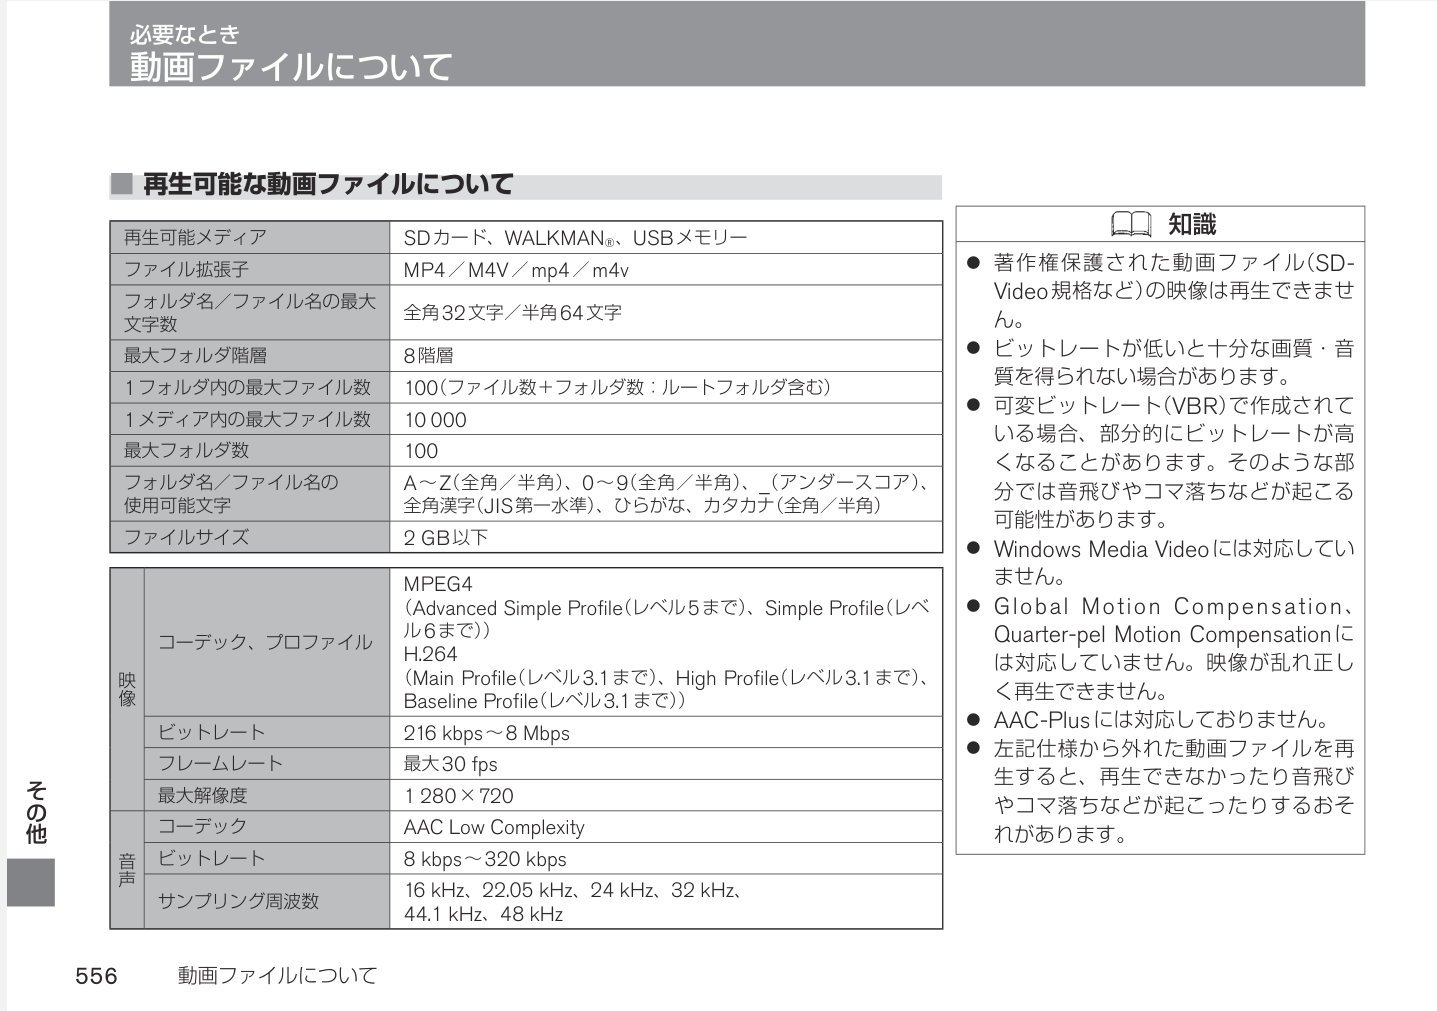 必要なとき
動画ファイルについて
■ 再生可能な動画ファイルについて
再生可能メディア SDカード、WALKMAN®、USBメモリー
ファイル拡張子 MP4／M4V／mp4／m4v
フォルダ名／ファイル名の最大
文字数 全角32文字／半角64文字
最大フォルダ階層 8階層
1フォルダ内の最大ファイル数 100(ファイル数＋フォルダ数：ルートフォルダ含む)
1メディア内の最大ファイル数 10 000
最大フォルダ数 100
フォルダ名／ファイル名の
使用可能文字
A〜Z(全角／半角)、0〜9(全角／半角)、_(アンダースコア)、
全角漢字(JIS第一水準)、ひらがな、カタカナ(全角／半角)
ファイルサイズ 2 GB以下
映像
コーデック、プロファイル
MPEG4
(Advanced Simple Profile(レベル5まで)、Simple Profile(レベ
ル6まで))
H.264
(Main Profile(レベル3.1まで)、High Profile(レベル3.1まで)、
Baseline Profile(レベル3.1まで))
ビットレート 216 kbps〜8 Mbps
フレームレート 最大30 fps
最大解像度 1 280×720
音声
コーデック AAC Low Complexity
ビットレート 8 kbps〜320 kbps
サンプリング周波数
16 kHz、22.05 kHz、24 kHz、32 kHz、
44.1 kHz、48 kHz
知識
● 著作権保護された動画ファイル(SD-
Video規格など)の映像は再生できませ
ん。
● ビットレートが低いと十分な画質・音
質を得られない場合があります。
● 可変ビットレート(VBR)で作成されて
いる場合、部分的にビットレートが高
くなることがあります。そのような部
分では音飛びやコマ落ちなどが起こる
可能性があります。
● Windows Media Videoには対応してい
ません。
● Global Motion Compensation、
Quarter-pel Motion Compensationに
は対応していません。映像が乱れ正し
く再生できません。
● AAC-Plusには対応しておりません。
● 左記仕様から外れた動画ファイルを再
生すると、再生できなかったり音飛び
やコマ落ちなどが起こったりするおそ
れがあります。
その他
556 動画ファイルについて